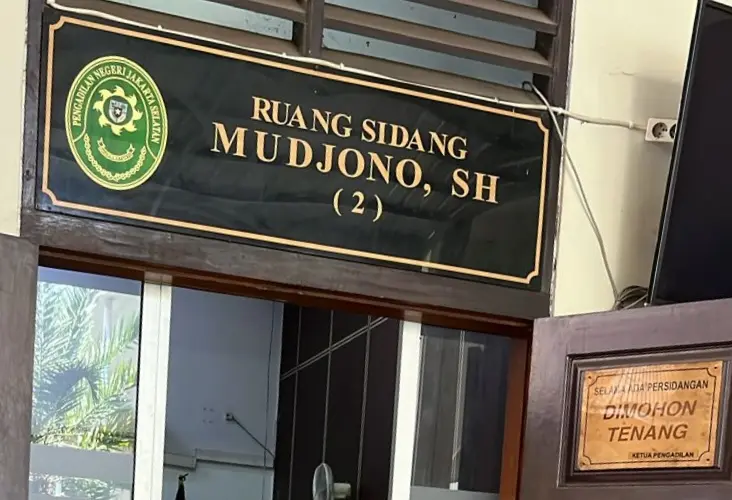 PENGADILAN NEGERI JAKARTA SELATAN
RUANG SIDANG
MUDJONO, SH
( 2 )
SELAMA ADA PERSIDANGAN
DIMOHON
TENANG
KETUA PENGADILAN